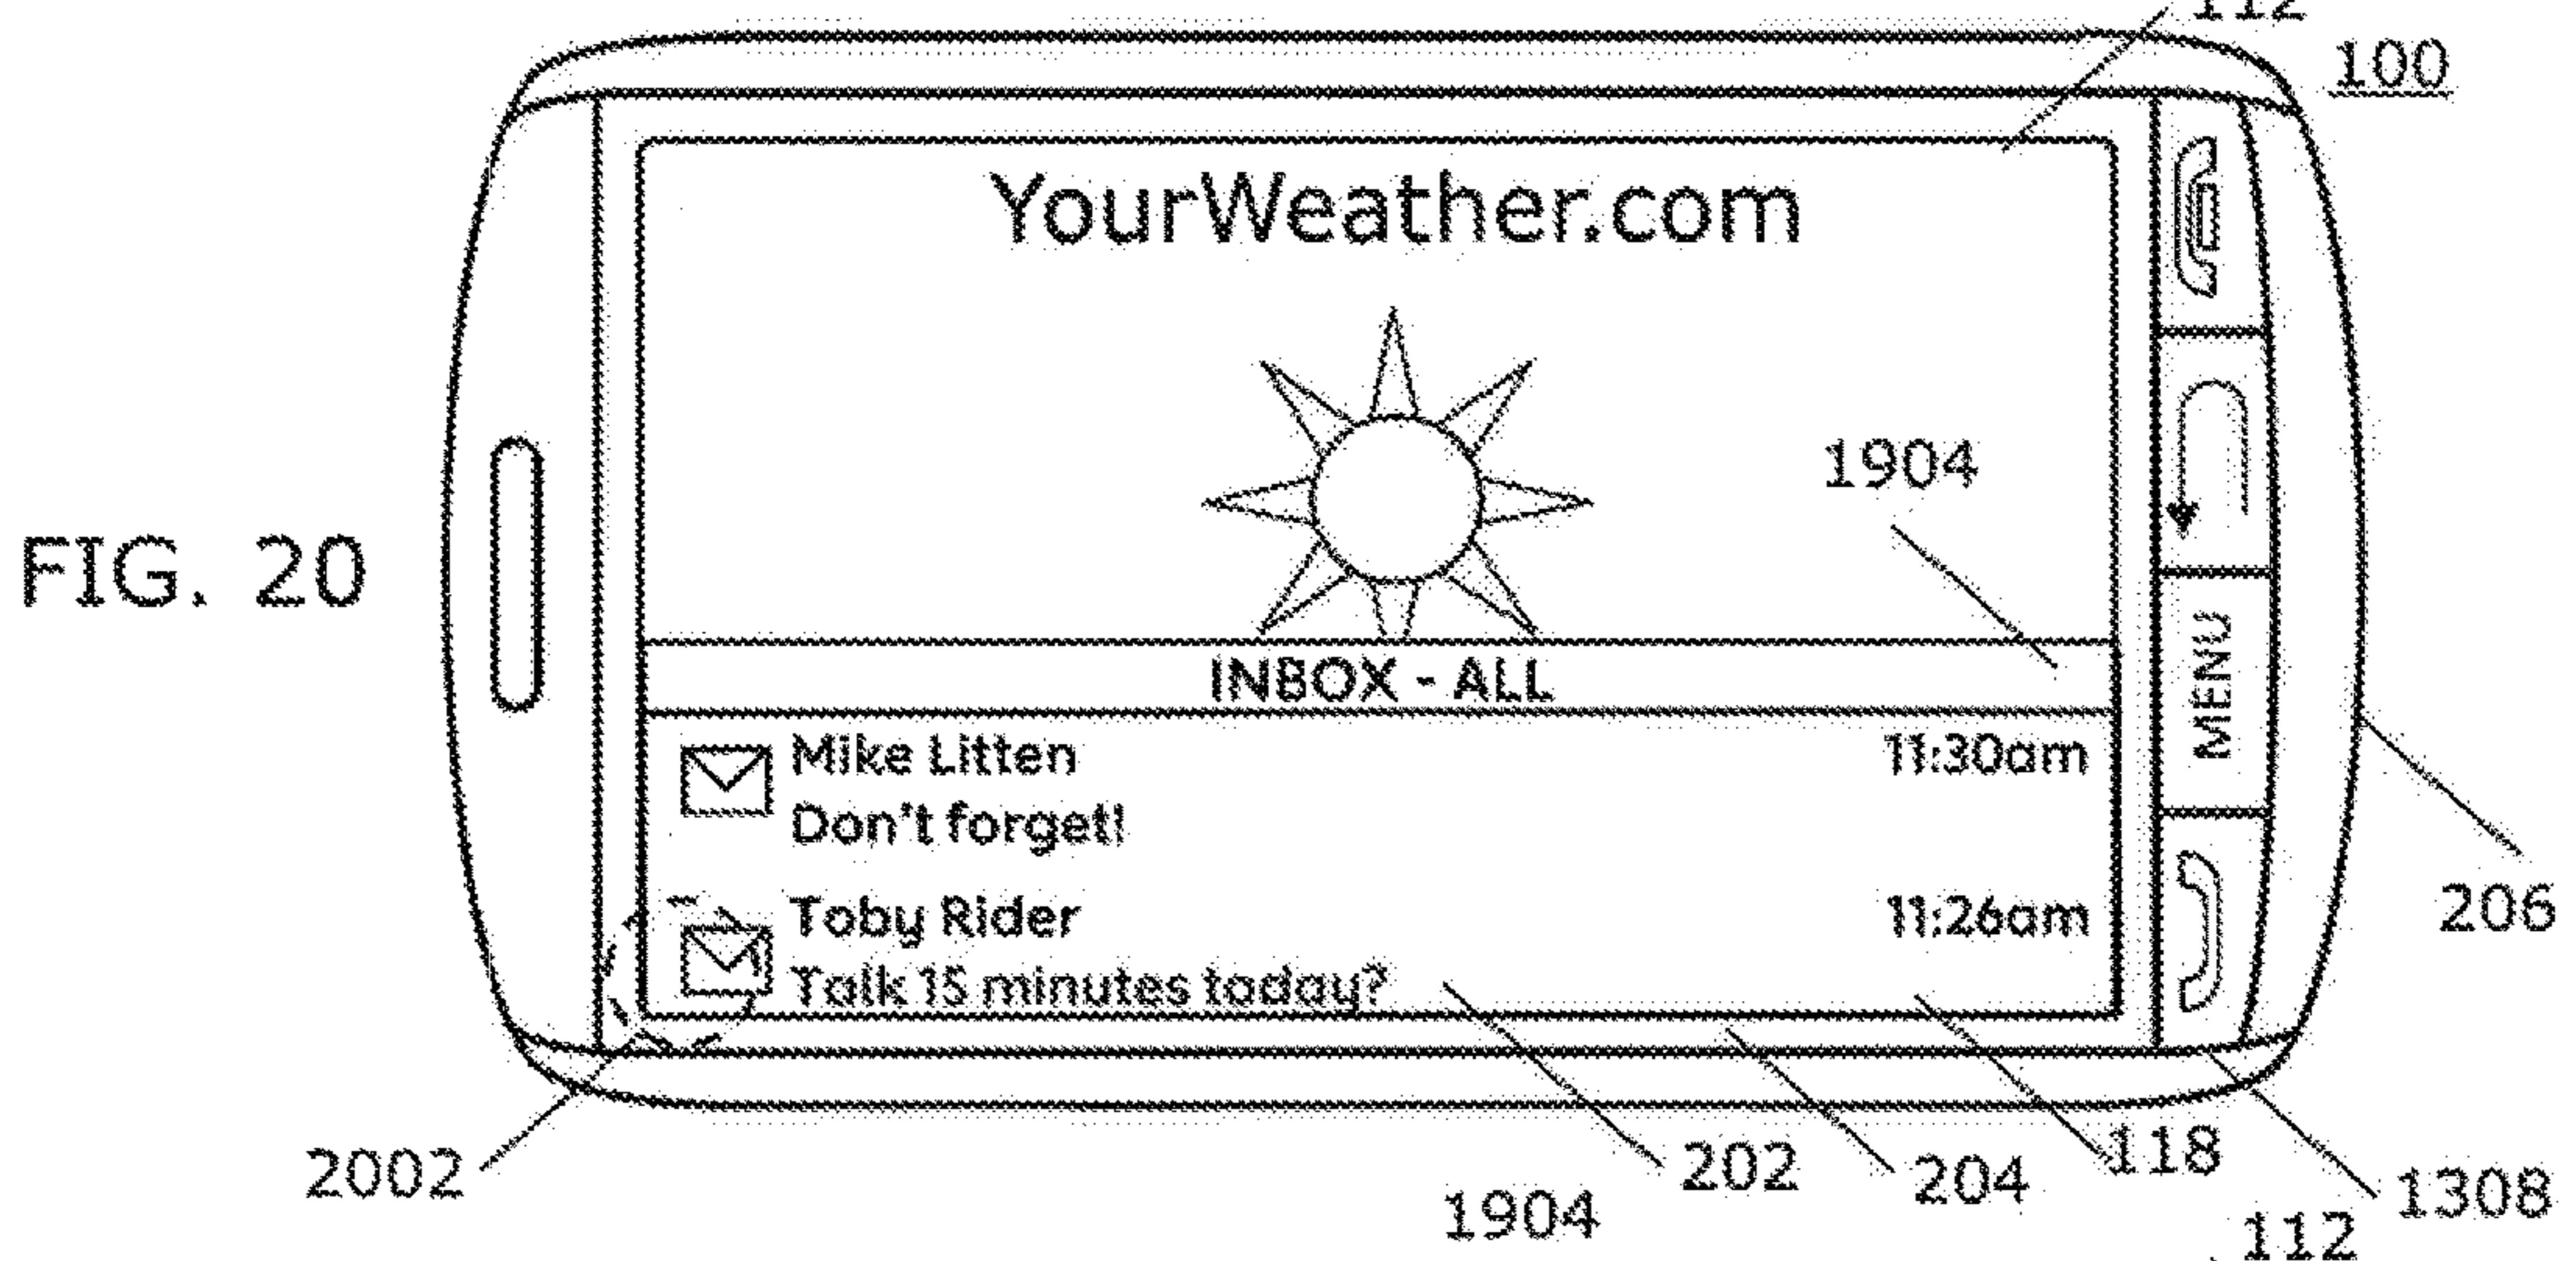 112
100
YourWeather.com
1904
FIG. 20
INBOX - ALL
MENU
Mike Litten 11:30am
Don't forget!
206
Toby Rider 11:26am
Talk 15 minutes today?
2002
202
204
118
1308
1904
112